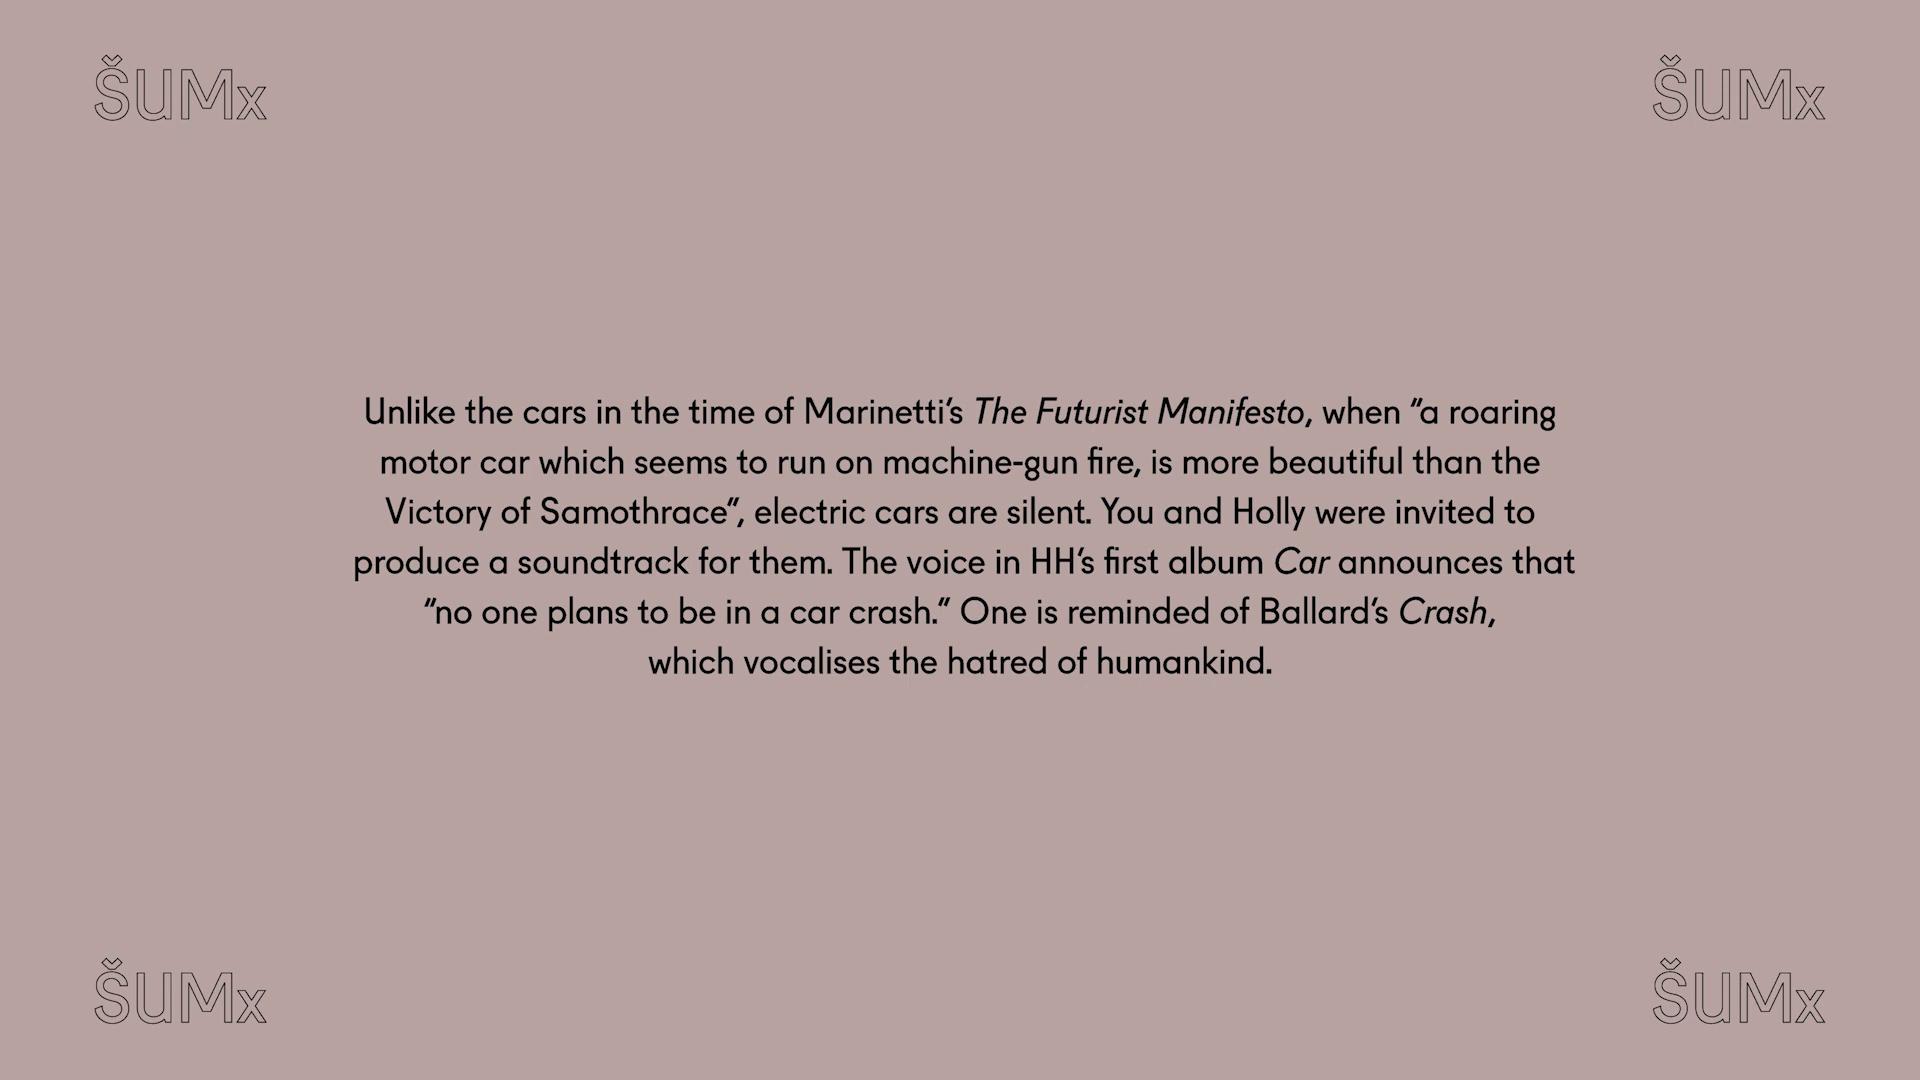 ŠUMx
ŠUMx
Unlike the cars in the time of Marinetti’s The Futurist Manifesto, when “a roaring
motor car which seems to run on machine-gun fire, is more beautiful than the
Victory of Samothrace”, electric cars are silent. You and Holly were invited to
produce a soundtrack for them. The voice in HH’s first album Car announces that
“no one plans to be in a car crash.” One is reminded of Ballard’s Crash,
which vocalises the hatred of humankind.
ŠUMx
ŠUMx